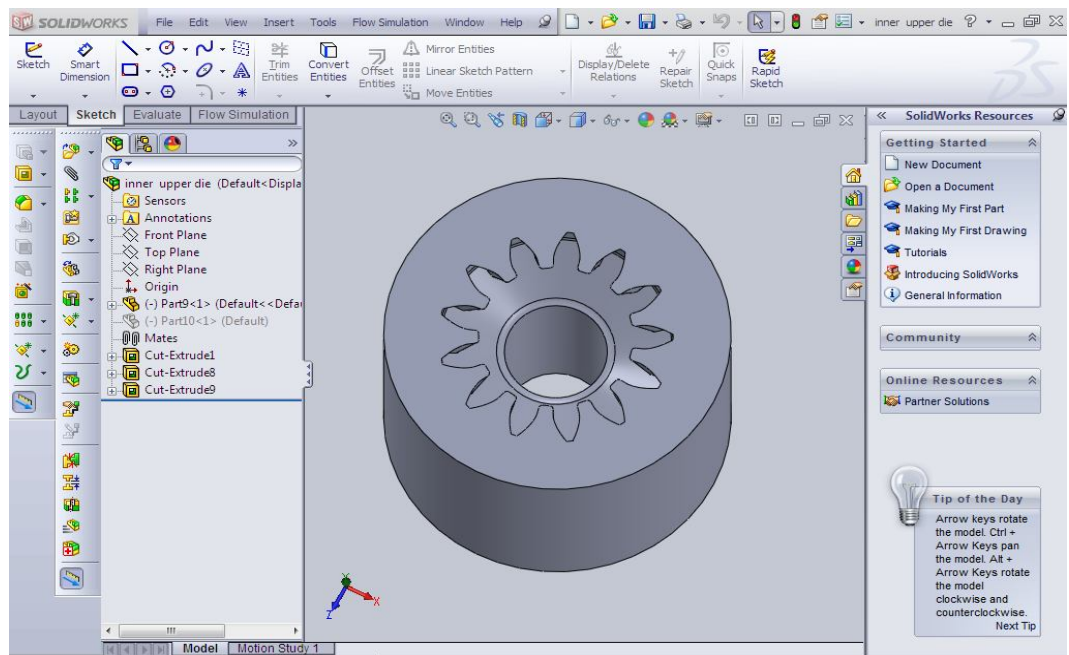 SOLIDWORKS File Edit View Insert Tools Flow Simulation Window Help inner upper die
Sketch
Smart
Dimension
Trim
Entities
Convert
Entities
Offset
Entities
Mirror Entities
Linear Sketch Pattern
Move Entities
Display/Delete
Relations
Repair
Sketch
Quick
Snaps
Rapid
Sketch
Layout Sketch Evaluate Flow Simulation
inner upper die (Default<Displa
Sensors
Annotations
Front Plane
Top Plane
Right Plane
Origin
(-) Part9<1> (Default<<Defau
(-) Part10<1> (Default)
Mates
Cut-Extrude1
Cut-Extrude8
Cut-Extrude9
Y
X
Z
Model Motion Study 1
SolidWorks Resources
Getting Started
New Document
Open a Document
Making My First Part
Making My First Drawing
Tutorials
Introducing SolidWorks
General Information
Community
Online Resources
Partner Solutions
Tip of the Day
Arrow keys rotate
the model. Ctrl +
Arrow Keys pan
the model. Alt +
Arrow Keys rotate
the model
clockwise and
counterclockwise.
Next Tip